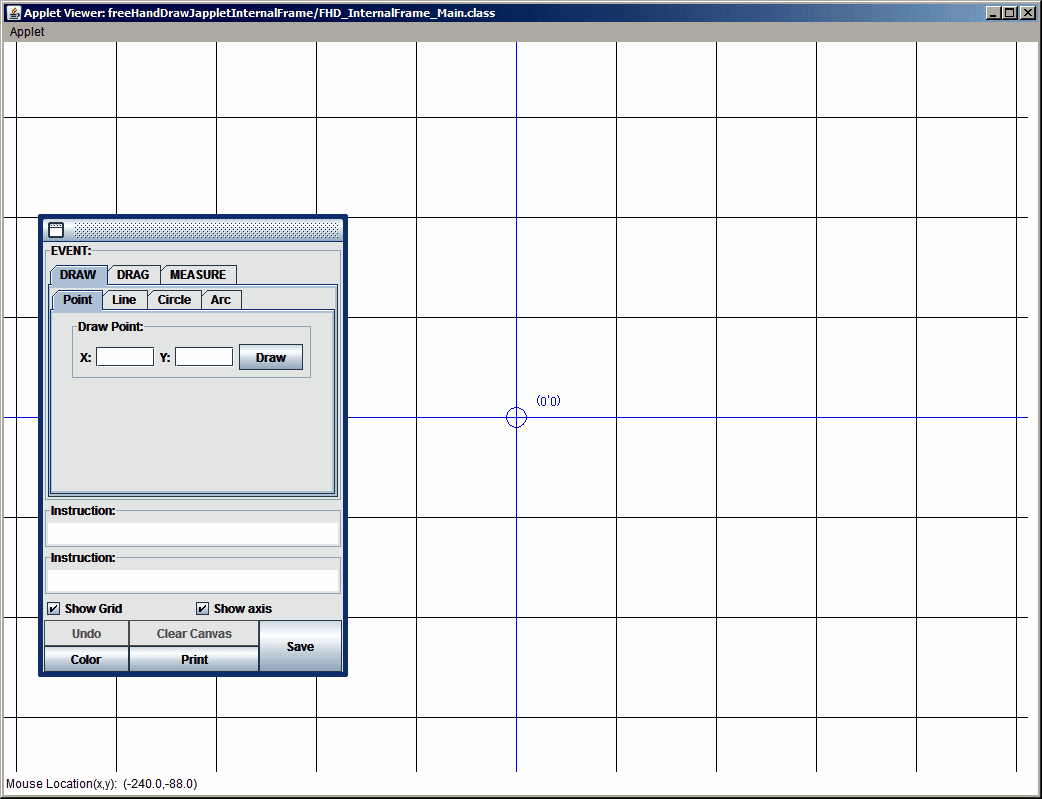 Applet Viewer: freeHandDrawJappletInternalFrame/FHD_InternalFrame_Main.class
Applet
EVENT:
DRAW DRAG MEASURE
Point Line Circle Arc
Draw Point:
X: Y: Draw
(0'0)
Instruction:
Instruction:
Show Grid Show axis
Undo Clear Canvas Save
Color Print
Mouse Location(x,y): (-240.0,-88.0)